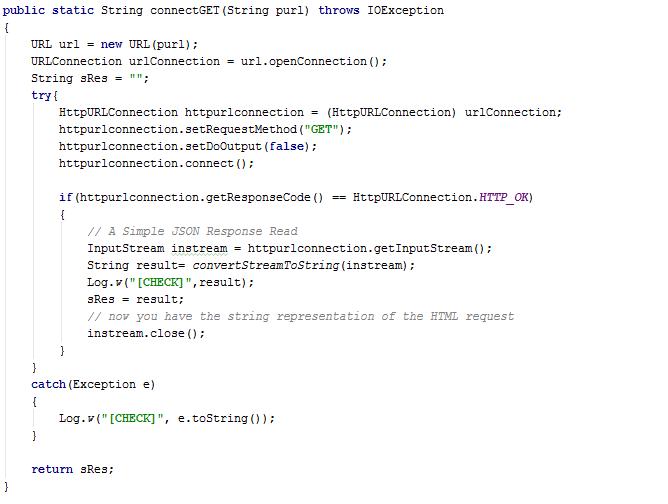 public static String connectGET(String purl) throws IOException
{
    URL url = new URL(purl);
    URLConnection urlConnection = url.openConnection();
    String sRes = "";
    try{
        HttpURLConnection httpurlconnection = (HttpURLConnection) urlConnection;
        httpurlconnection.setRequestMethod("GET");
        httpurlconnection.setDoOutput(false);
        httpurlconnection.connect();

        if(httpurlconnection.getResponseCode() == HttpURLConnection.HTTP_OK)
        {
            // A Simple JSON Response Read
            InputStream instream = httpurlconnection.getInputStream();
            String result= convertStreamToString(instream);
            Log.v("[CHECK]",result);
            sRes = result;
            // now you have the string representation of the HTML request
            instream.close();
        }
    }
    catch(Exception e)
    {
        Log.v("[CHECK]", e.toString());
    }

    return sRes;
}